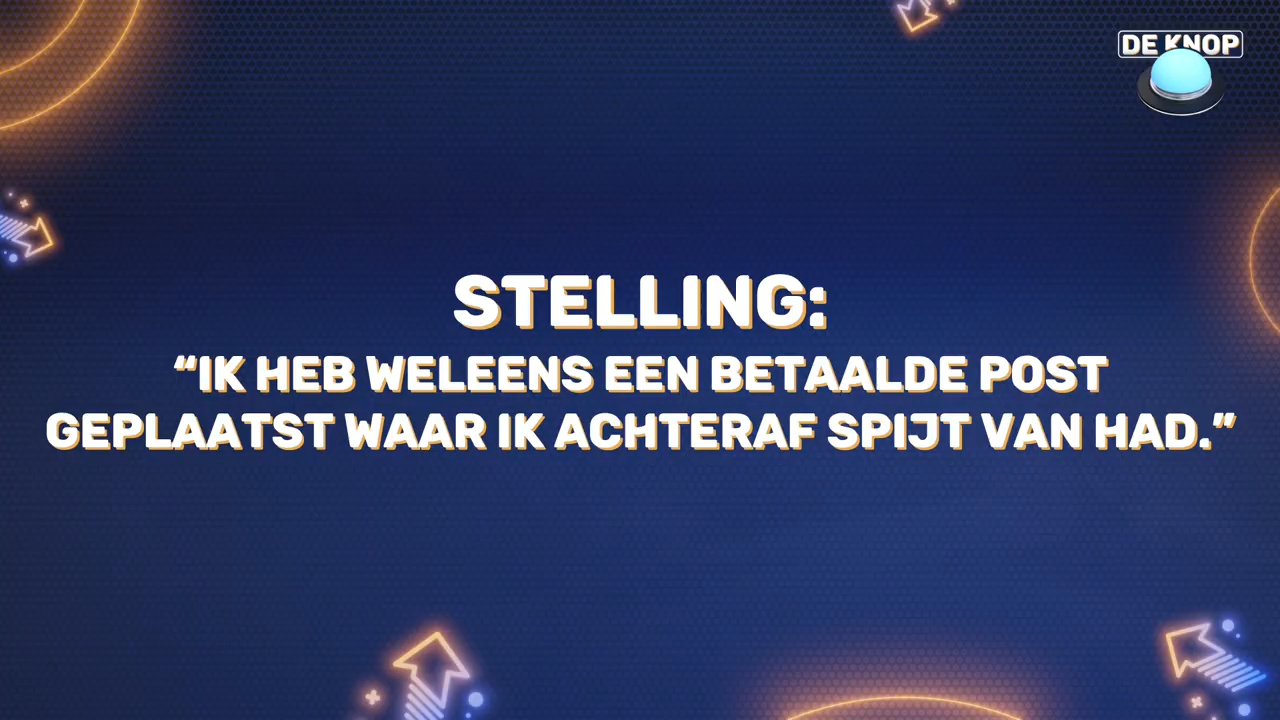 DE KNOP
STELLING:
“IK HEB WELEENS EEN BETAALDE POST
GEPLAATST WAAR IK ACHTERAF SPIJT VAN HAD.”